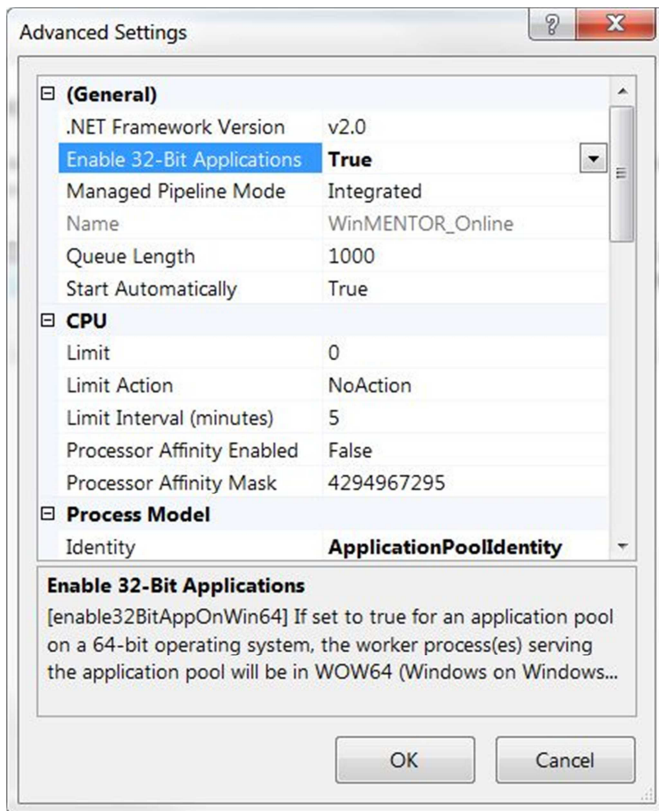 Advanced Settings
(General)
.NET Framework Version v2.0
Enable 32-Bit Applications True
Managed Pipeline Mode Integrated
Name WinMENTOR_Online
Queue Length 1000
Start Automatically True
CPU
Limit 0
Limit Action NoAction
Limit Interval (minutes) 5
Processor Affinity Enabled False
Processor Affinity Mask 4294967295
Process Model
Identity ApplicationPoolIdentity
Enable 32-Bit Applications
[enable32BitAppOnWin64] If set to true for an application pool
on a 64-bit operating system, the worker process(es) serving
the application pool will be in WOW64 (Windows on Windows...
OK Cancel